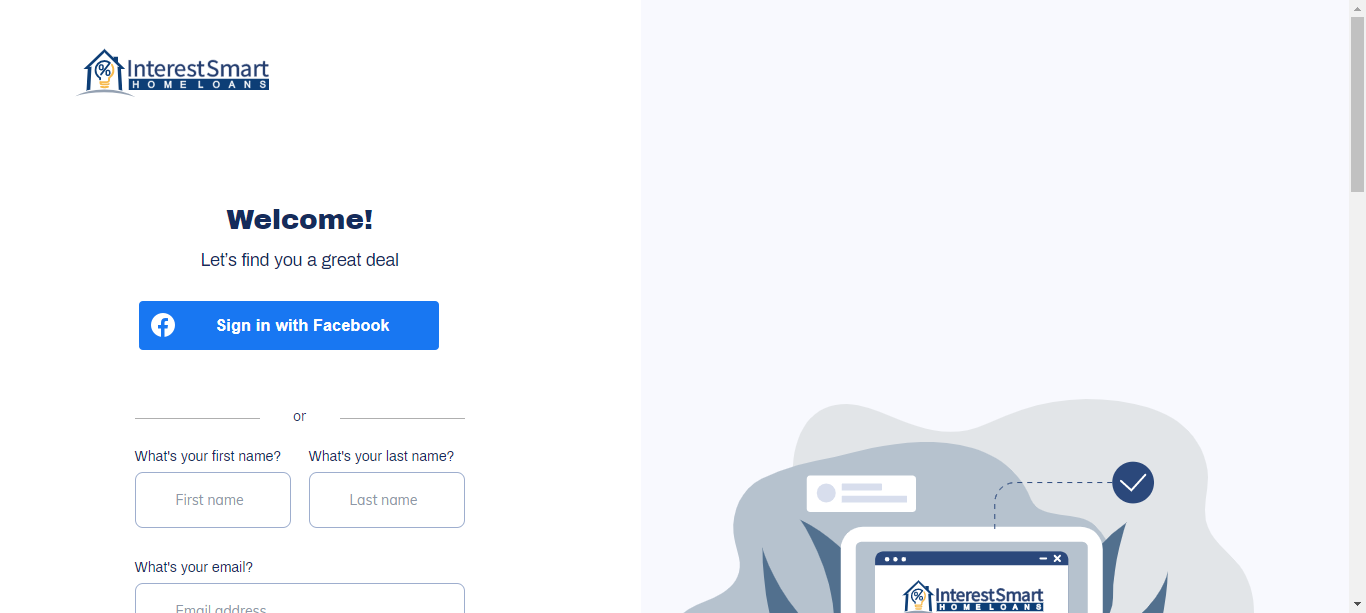 InterestSmart
HOME LOANS
Welcome!
Let's find you a great deal
Sign in with Facebook
or
What's your first name? What's your last name?
First name Last name
What's your email?
Email address
InterestSmart
HOME LOANS